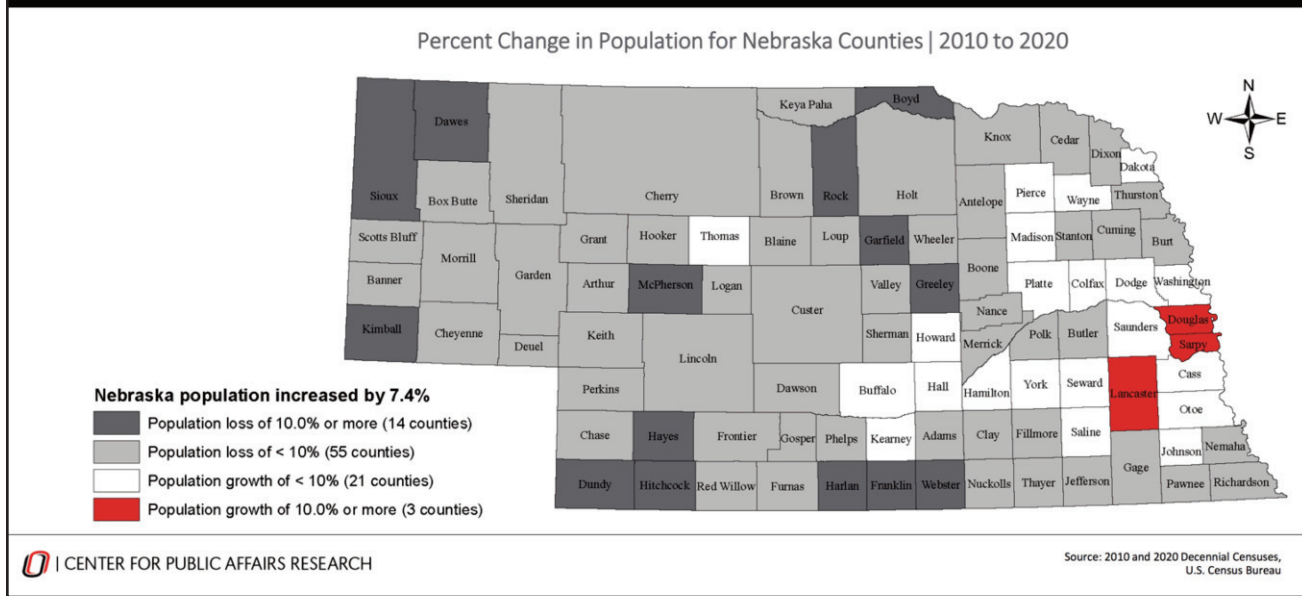 Percent Change in Population for Nebraska Counties | 2010 to 2020
N
W E
S
Keya Paha
Boyd
Dawes
Knox
Cedar
Dixon
Dakota
Sioux
Box Butte
Sheridan
Cherry
Brown
Rock
Holt
Antelope
Pierce
Wayne
Thurston
Scotts Bluff
Morrill
Garden
Grant
Hooker
Thomas
Blaine
Loup
Garfield
Wheeler
Madison
Stanton
Cuming
Burt
Banner
Arthur
McPherson
Logan
Custer
Valley
Greeley
Boone
Platte
Colfax
Dodge
Washington
Kimball
Cheyenne
Deuel
Keith
Lincoln
Sherman
Howard
Nance
Merrick
Polk
Butler
Saunders
Douglas
Sarpy
Perkins
Dawson
Buffalo
Hall
Hamilton
York
Seward
Lancaster
Cass
Otoe
Chase
Hayes
Frontier
Gosper
Phelps
Kearney
Adams
Clay
Fillmore
Saline
Johnson
Nemaha
Dundy
Hitchcock
Red Willow
Furnas
Harlan
Franklin
Webster
Nuckolls
Thayer
Jefferson
Gage
Pawnee
Richardson
Nebraska population increased by 7.4%
Population loss of 10.0% or more (14 counties)
Population loss of < 10% (55 counties)
Population growth of < 10% (21 counties)
Population growth of 10.0% or more (3 counties)
| CENTER FOR PUBLIC AFFAIRS RESEARCH
Source: 2010 and 2020 Decennial Censuses,
U.S. Census Bureau